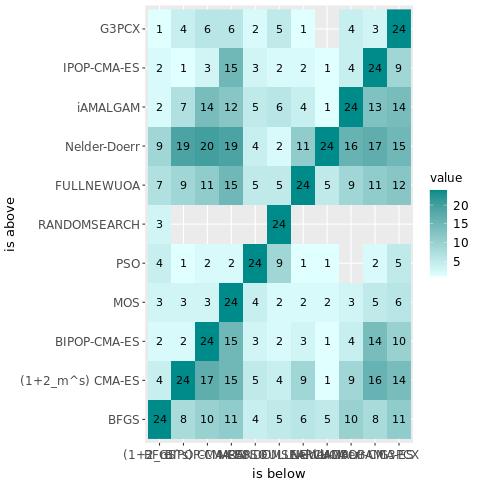 G3PCX 1 4 6 6 2 5 1 4 3 24
IPOP-CMA-ES 2 1 3 15 3 2 2 1 4 24 9
iAMALGAM 2 7 14 12 5 6 4 1 24 13 14
Nelder-Doerr 9 19 20 19 4 2 11 24 16 17 15
FULLNEWUOA 7 9 11 15 5 5 24 5 9 11 12
RANDOMSEARCH 3 24
PSO 4 1 2 2 24 9 1 1 2 5
MOS 3 3 3 24 4 2 2 2 3 5 6
BIPOP-CMA-ES 2 2 24 15 3 2 3 1 4 14 10
(1+2_m^s) CMA-ES 4 24 17 15 5 4 9 1 9 16 14
BFGS 24 8 10 11 4 5 6 5 10 8 11
is above
is below
value
20
15
10
5